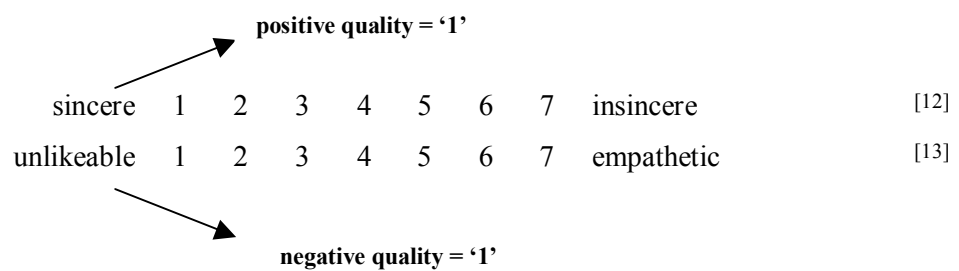 positive quality = ‘1’
sincere 1 2 3 4 5 6 7 insincere [12]
unlikeable 1 2 3 4 5 6 7 empathetic [13]
negative quality = ‘1’